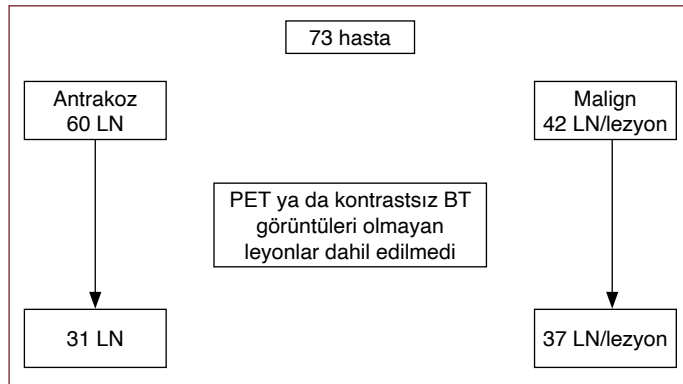 73 hasta
Antrakoz
60 LN
Malign
42 LN/lezyon
PET ya da kontrastsız BT
görüntüleri olmayan
leyonlar dahil edilmedi
31 LN
37 LN/lezyon